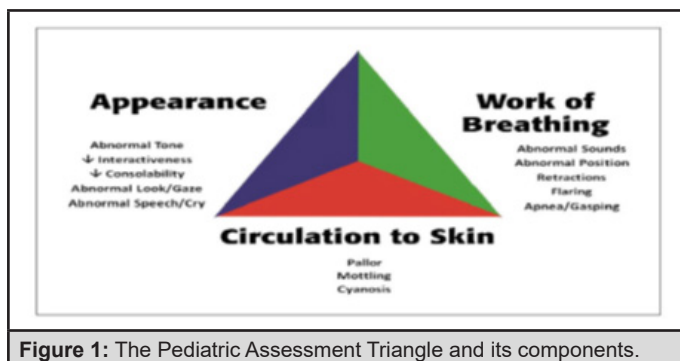 Appearance
Abnormal Tone
↓ Interactiveness
↓ Consolability
Abnormal Look/Gaze
Abnormal Speech/Cry
Work of
Breathing
Abnormal Sounds
Abnormal Position
Retractions
Flaring
Apnea/Gasping
Circulation to Skin
Pallor
Mottling
Cyanosis
Figure 1: The Pediatric Assessment Triangle and its components.